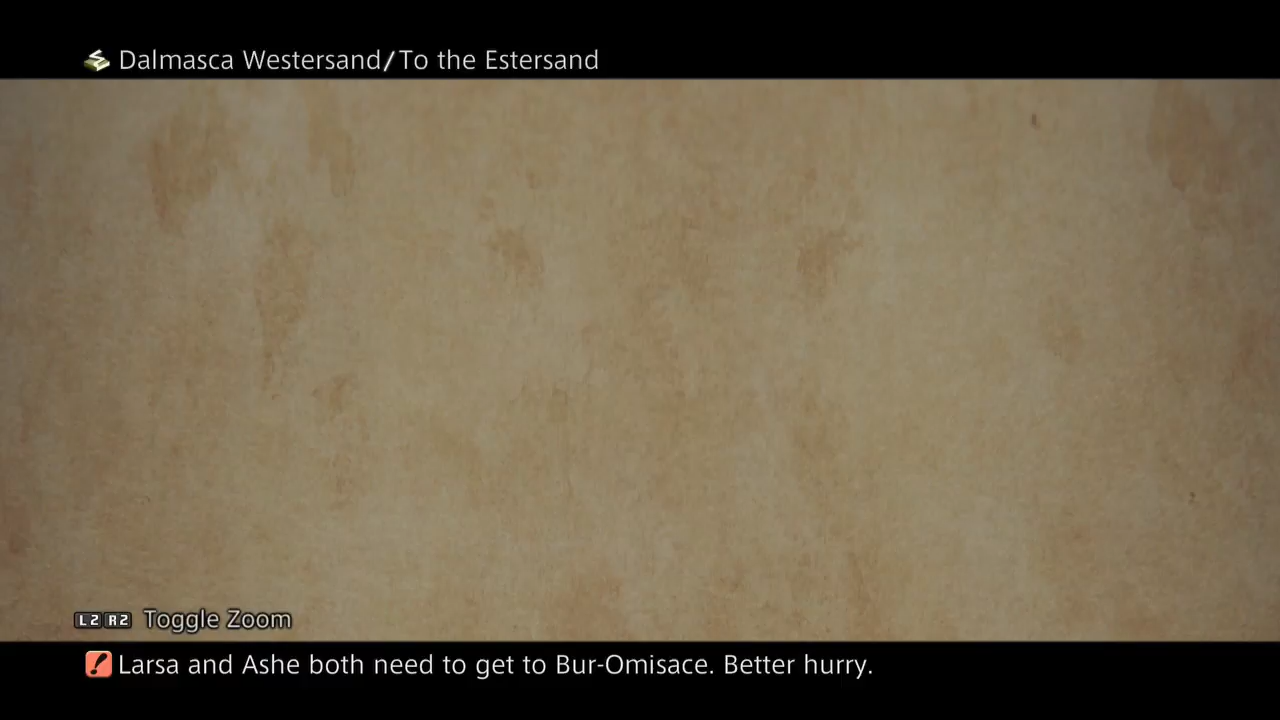 Dalmasca Westersand/To the Estersand
L2 R2 Toggle Zoom
! Larsa and Ashe both need to get to Bur-Omisace. Better hurry.